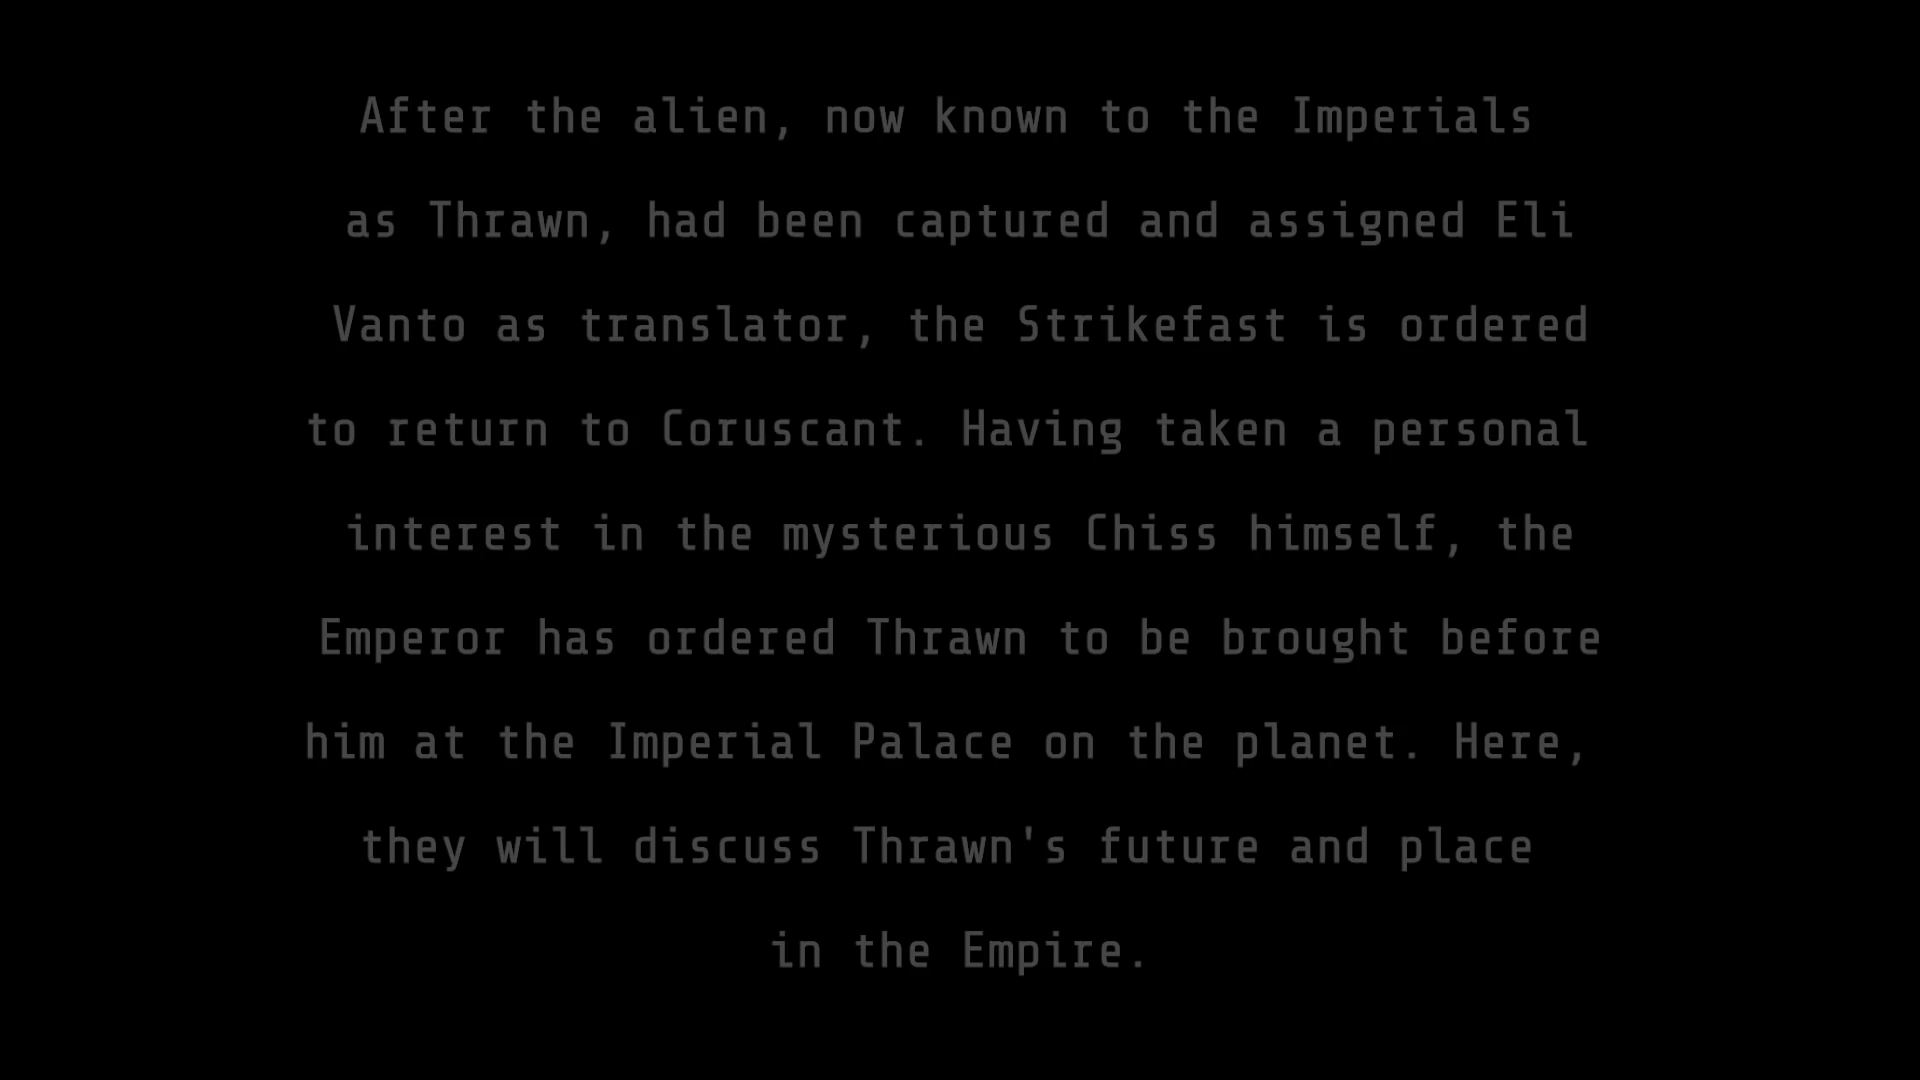 After the alien, now known to the Imperials
as Thrawn, had been captured and assigned Eli
Vanto as translator, the Strikefast is ordered
to return to Coruscant. Having taken a personal
interest in the mysterious Chiss himself, the
Emperor has ordered Thrawn to be brought before
him at the Imperial Palace on the planet. Here,
they will discuss Thrawn's future and place
in the Empire.